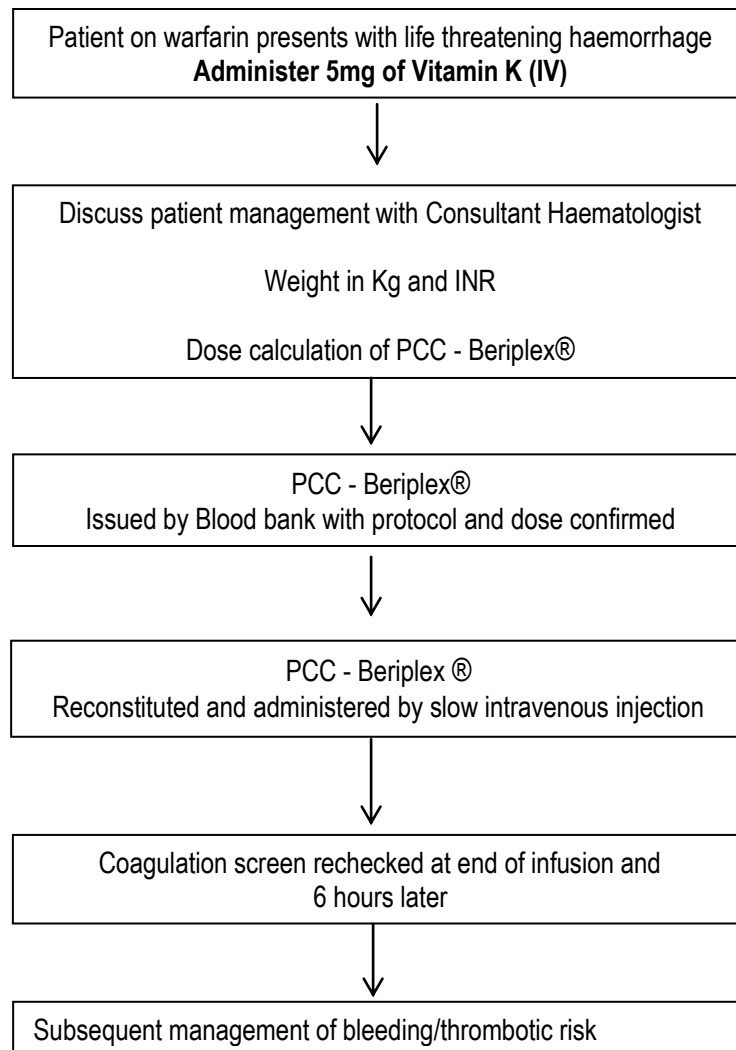 Patient on warfarin presents with life threatening haemorrhage
Administer 5mg of Vitamin K (IV)
Discuss patient management with Consultant Haematologist
Weight in Kg and INR
Dose calculation of PCC - Beriplex®
PCC - Beriplex®
Issued by Blood bank with protocol and dose confirmed
PCC - Beriplex ®
Reconstituted and administered by slow intravenous injection
Coagulation screen rechecked at end of infusion and
6 hours later
Subsequent management of bleeding/thrombotic risk